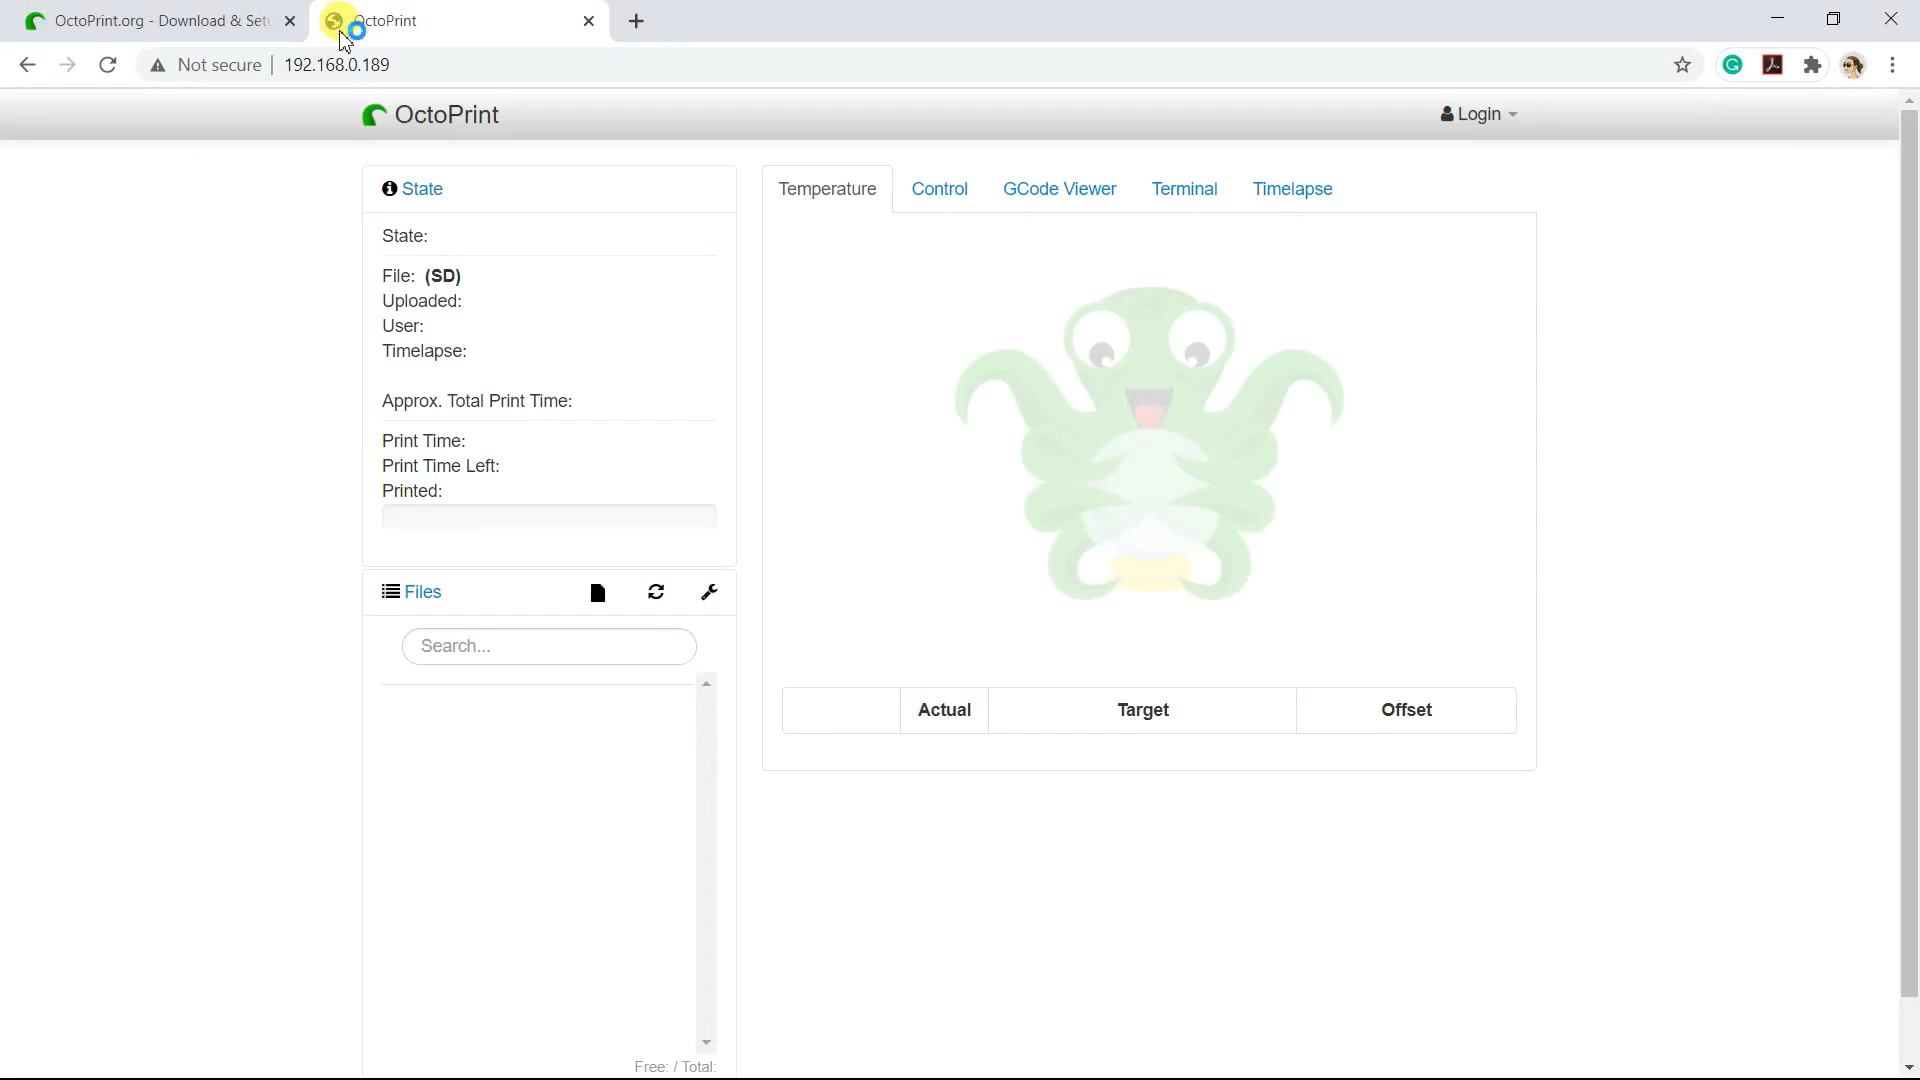 OctoPrint.org - Download & Setu
OctoPrint
Not secure
192.168.0.189
OctoPrint
Login
State
State:
File: (SD)
Uploaded:
User:
Timelapse:
Approx. Total Print Time:
Print Time:
Print Time Left:
Printed:
Files
Search...
Free: / Total:
Temperature
Control
GCode Viewer
Terminal
Timelapse
Actual
Target
Offset